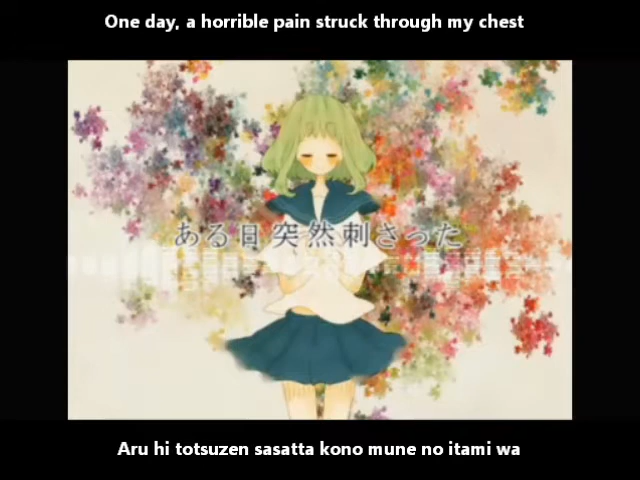 One day, a horrible pain struck through my chest
ある日突然刺さった
Aru hi totsuzen sasatta kono mune no itami wa